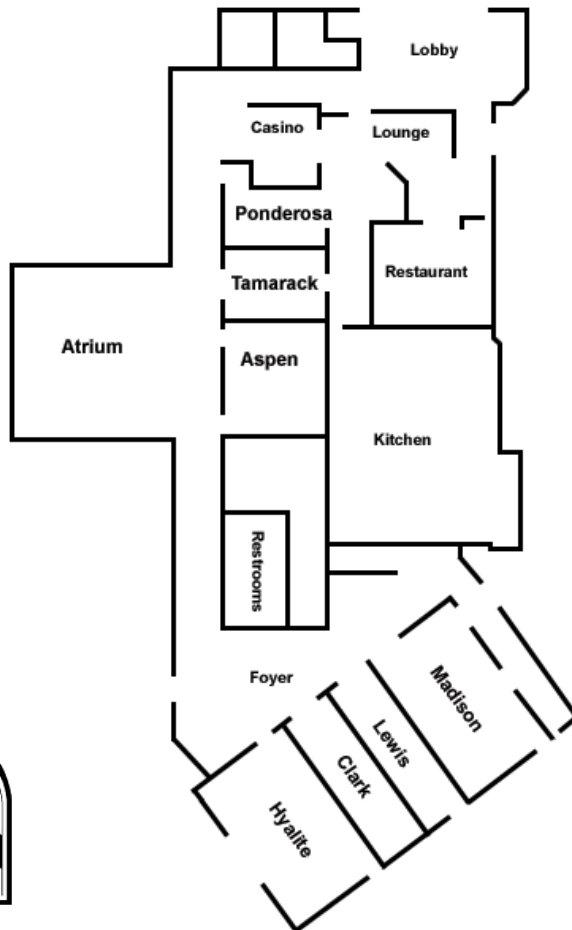 Lobby
Casino
Lounge
Ponderosa
Restaurant
Tamarack
Atrium
Aspen
Kitchen
Restrooms
Foyer
Madison
Lewis
Clark
Hyalite